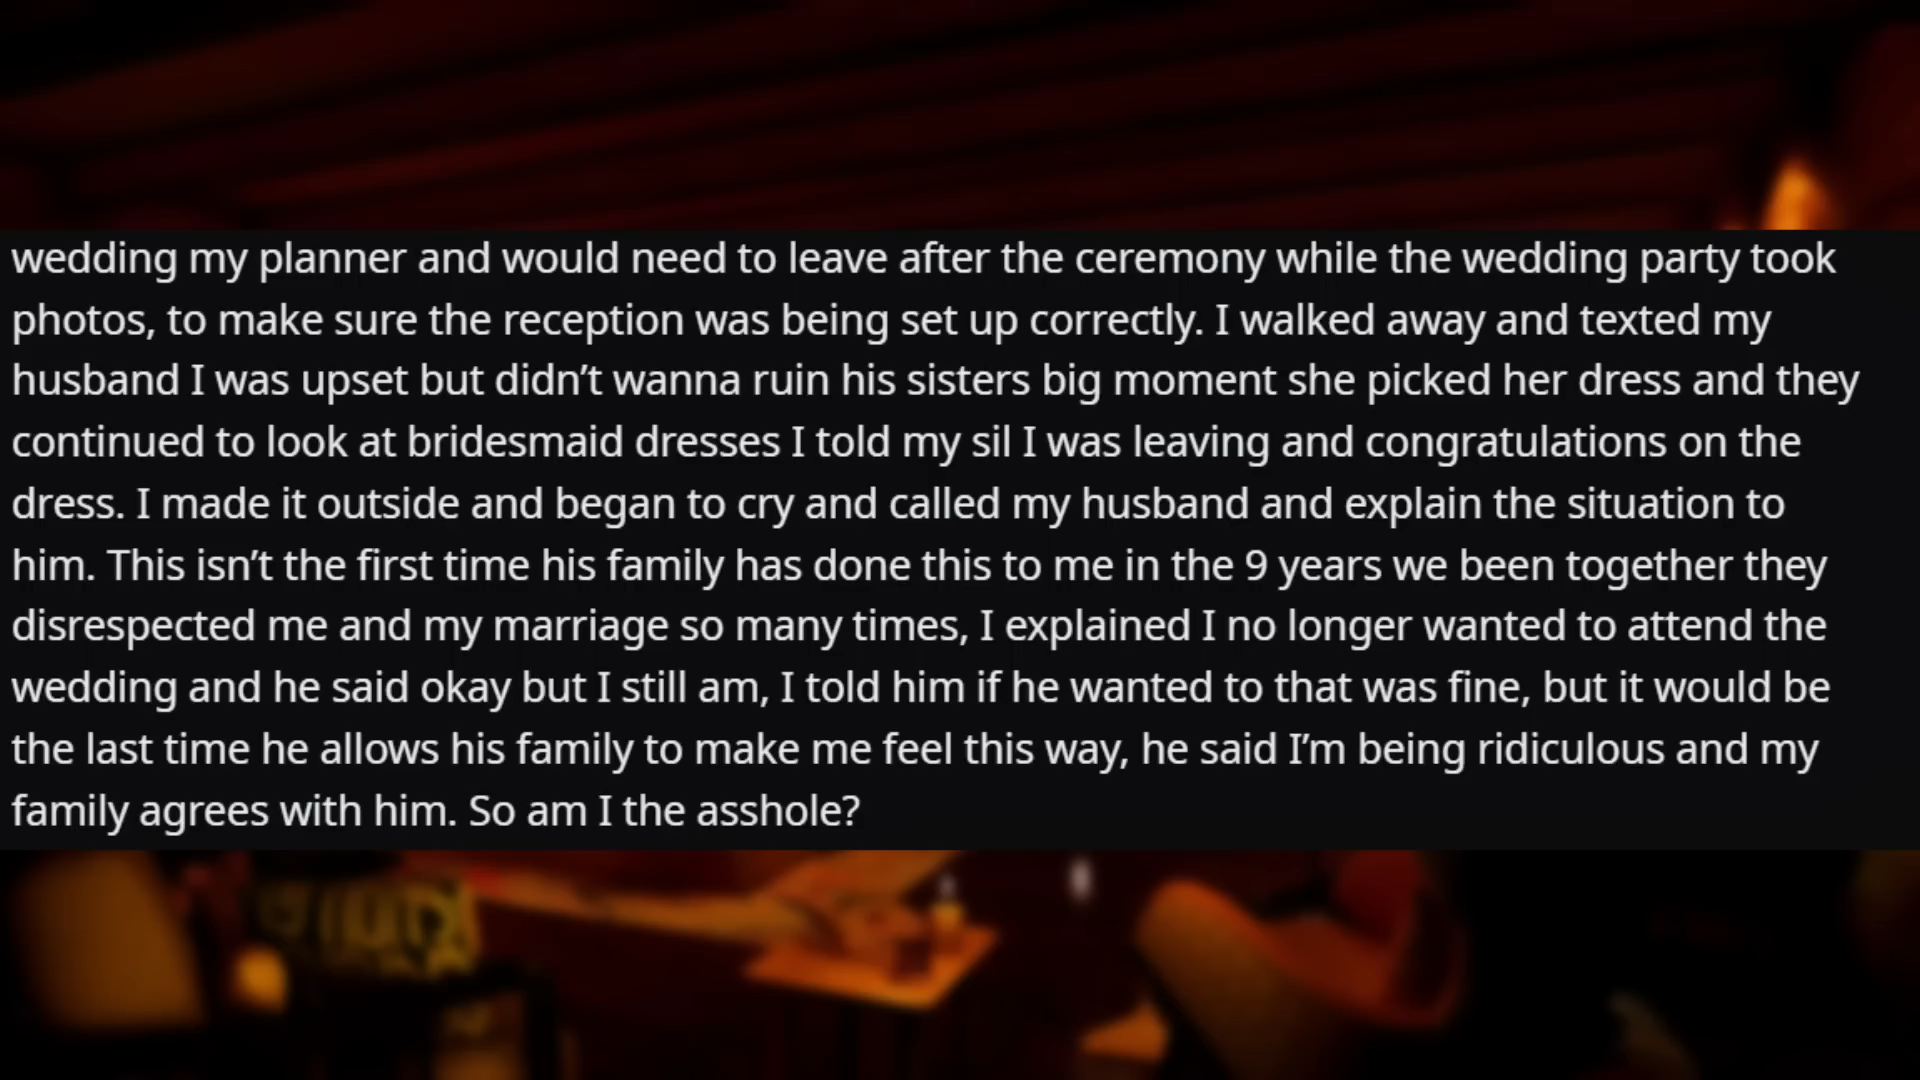 wedding my planner and would need to leave after the ceremony while the wedding party took
photos, to make sure the reception was being set up correctly. I walked away and texted my
husband I was upset but didn’t wanna ruin his sisters big moment she picked her dress and they
continued to look at bridesmaid dresses I told my sil I was leaving and congratulations on the
dress. I made it outside and began to cry and called my husband and explain the situation to
him. This isn’t the first time his family has done this to me in the 9 years we been together they
disrespected me and my marriage so many times, I explained I no longer wanted to attend the
wedding and he said okay but I still am, I told him if he wanted to that was fine, but it would be
the last time he allows his family to make me feel this way, he said I’m being ridiculous and my
family agrees with him. So am I the asshole?